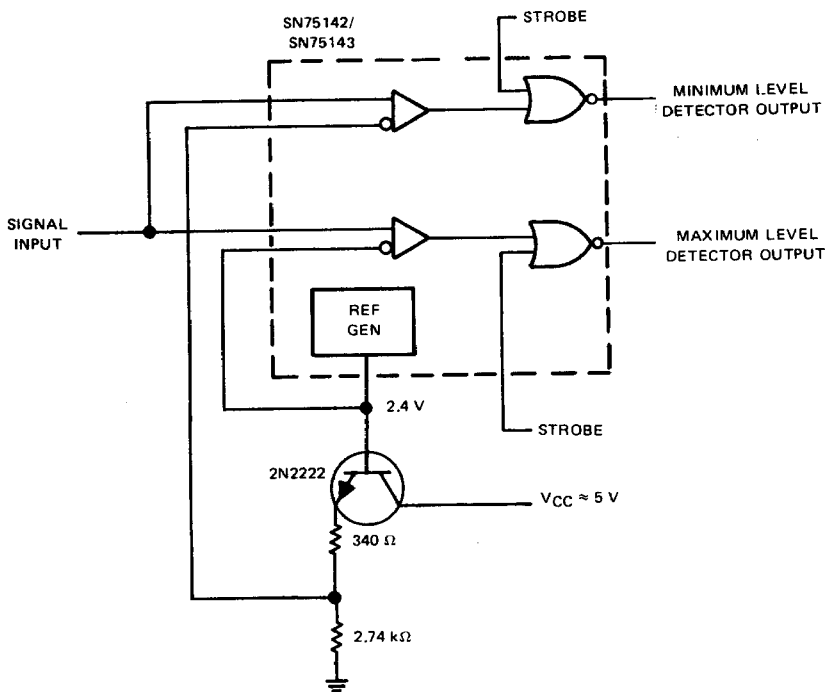 SN75142/
SN75143
STROBE
MINIMUM LEVEL
DETECTOR OUTPUT
SIGNAL
INPUT
MAXIMUM LEVEL
DETECTOR OUTPUT
REF
GEN
2.4 V
STROBE
2N2222
VCC ≈ 5 V
340 Ω
2.74 kΩ